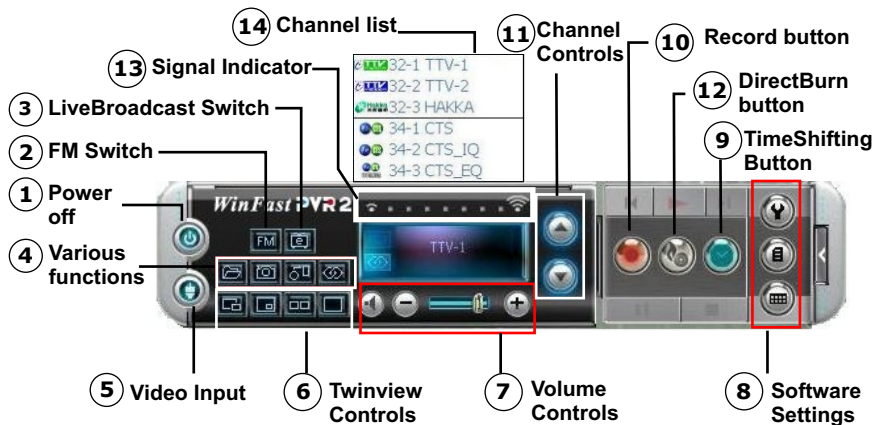 14 Channel list
11 Channel Controls
10 Record button
13 Signal Indicator
12 DirectBurn button
3 LiveBroadcast Switch
9 TimeShifting Button
2 FM Switch
1 Power off
4 Various functions
32-1 TTV-1
32-2 TTV-2
32-3 HAKKA
34-1 CTS
34-2 CTS_IQ
34-3 CTS_EQ
WinFast PVR2
FM
TTV-1
5 Video Input
6 Twinview Controls
7 Volume Controls
8 Software Settings